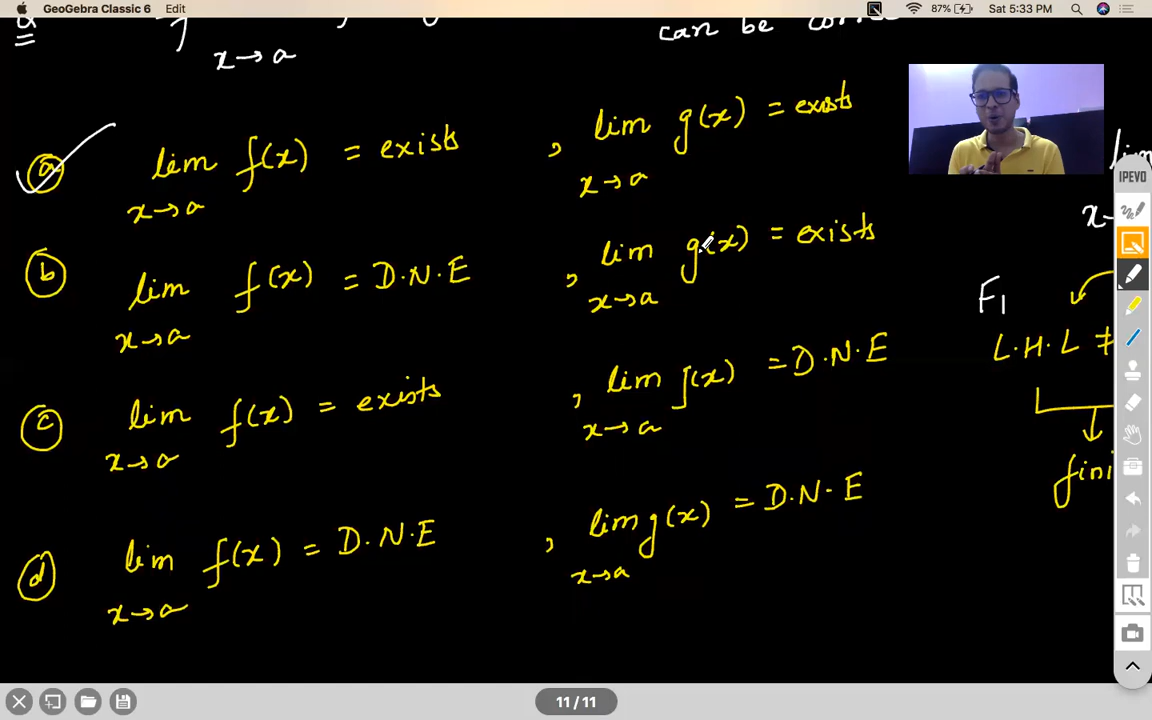 GeoGebra Classic 6 Edit 87% Sat 5:33 PM
can be
x→a
(a) lim f(x) = exists , lim g(x) = exists
x→a x→a
IPEVO
(b) lim f(x) = D.N.E , lim g(x) = exists
x→a x→a
F1
L.H.L ≠
(c) lim f(x) = exists , lim g(x) = D.N.E
x→a x→a
(d) lim f(x) = D.N.E , lim g(x) = D.N.E
x→a x→a
11/11